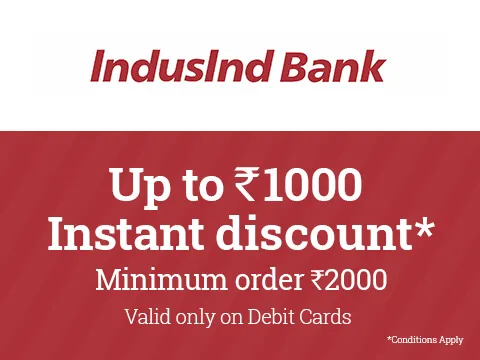 IndusInd Bank
Up to ₹1000
Instant discount*
Minimum order ₹2000
Valid only on Debit Cards
*Conditions Apply